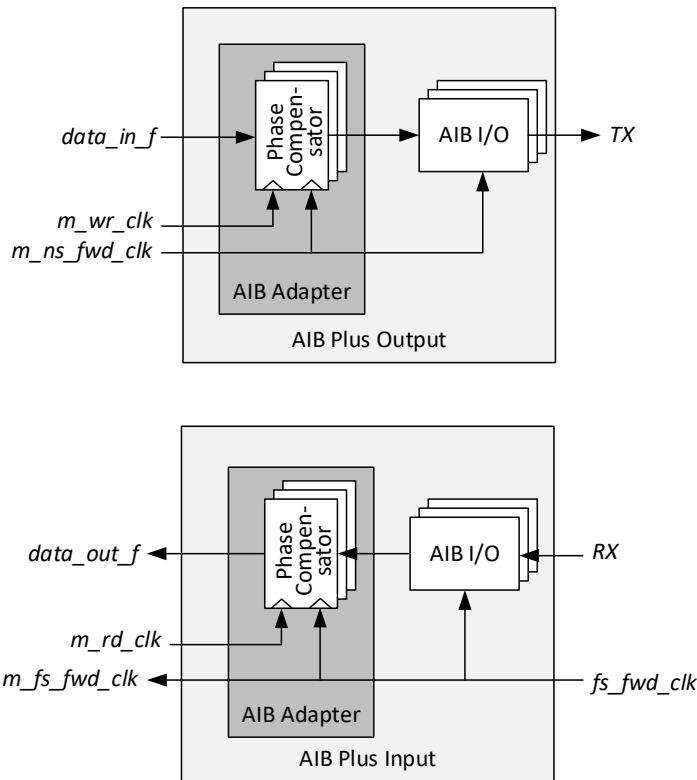 data_in_f
Phase
Compen-
sator
AIB I/O
TX
m_wr_clk
m_ns_fwd_clk
AIB Adapter
AIB Plus Output
data_out_f
Phase
Compen-
sator
AIB I/O
RX
m_rd_clk
m_fs_fwd_clk
fs_fwd_clk
AIB Adapter
AIB Plus Input